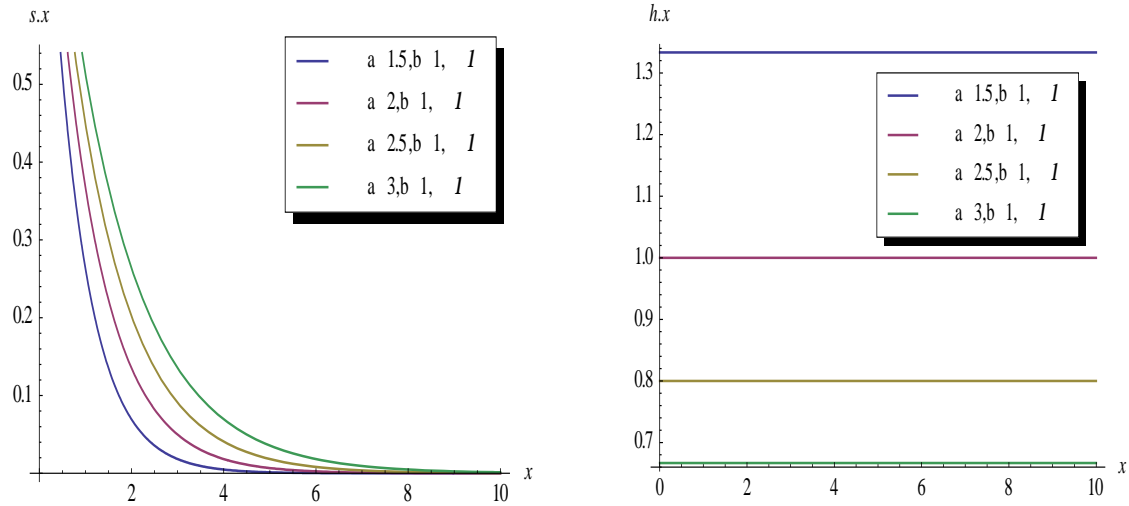 s.x
0.5
0.4
0.3
0.2
0.1
2 4 6 8 10
x
a 1.5,b 1, 1
a 2,b 1, 1
a 2.5,b 1, 1
a 3,b 1, 1
h.x
1.3
1.2
1.1
1.0
0.9
0.8
0.7
0 2 4 6 8 10
x
a 1.5,b 1, 1
a 2,b 1, 1
a 2.5,b 1, 1
a 3,b 1, 1